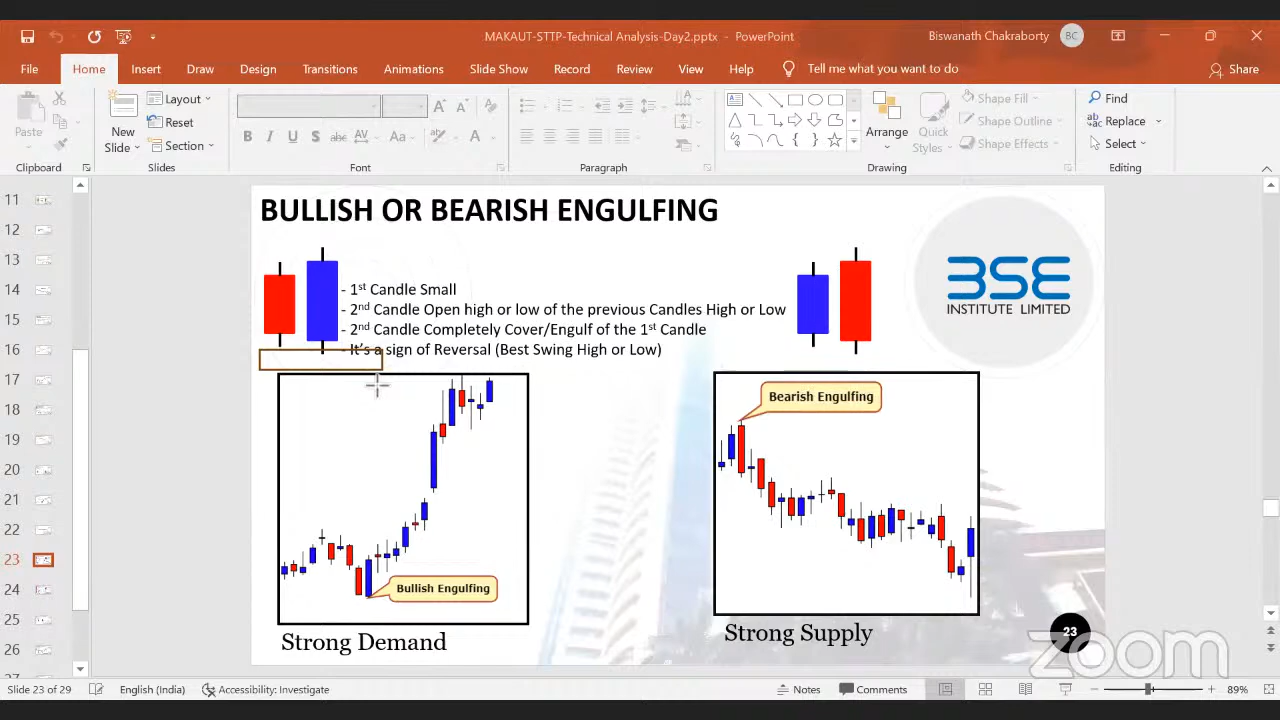 MAKAUT-STTP-Technical Analysis-Day2.pptx - PowerPoint
Biswanath Chakraborty
BC
File Home Insert Draw Design Transitions Animations Slide Show Record Review View Help Tell me what you want to do Share
Paste
New Slide
Layout
Reset
Section
B I U S abc AV Aa A
Arrange
Quick Styles
Shape Fill
Shape Outline
Shape Effects
Find
Replace
Select
Clipboard Slides Font Paragraph Drawing Editing
11
12
13
14
15
16
17
18
19
20
21
22
23
24
25
26
BULLISH OR BEARISH ENGULFING
- 1st Candle Small
- 2nd Candle Open high or low of the previous Candles High or Low
- 2nd Candle Completely Cover/Engulf of the 1st Candle
- It's a sign of Reversal (Best Swing High or Low)
BSE
INSTITUTE LIMITED
Bearish Engulfing
Bullish Engulfing
Strong Demand
Strong Supply
23
zoom
Slide 23 of 29 English (India) Accessibility: Investigate Notes Comments 89%